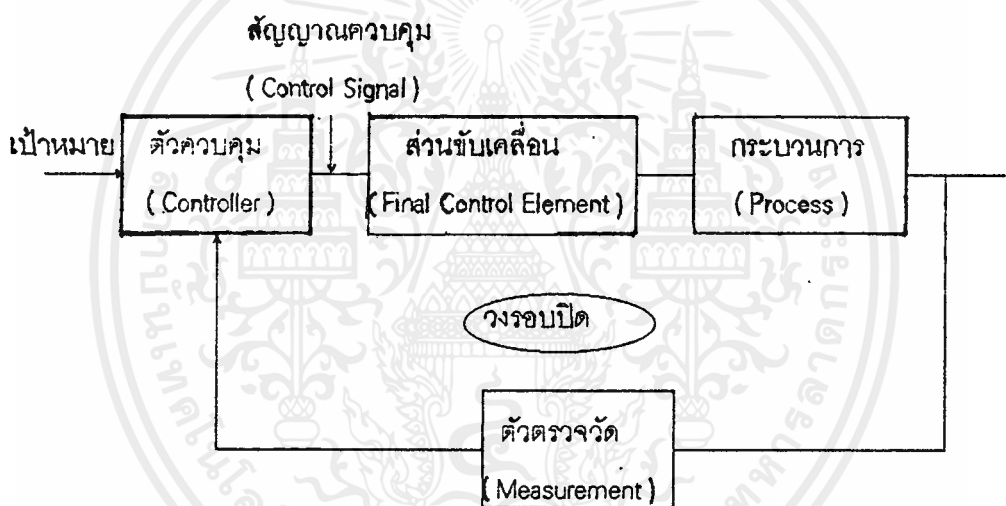 สัญญาณควบคุม
( Control Signal )
เป้าหมาย
ตัวควบคุม
( Controller )
ส่วนขับเคลื่อน
( Final Control Element )
กระบวนการ
( Process )
วงรอบปิด
ตัวตรวจวัด
( Measurement )